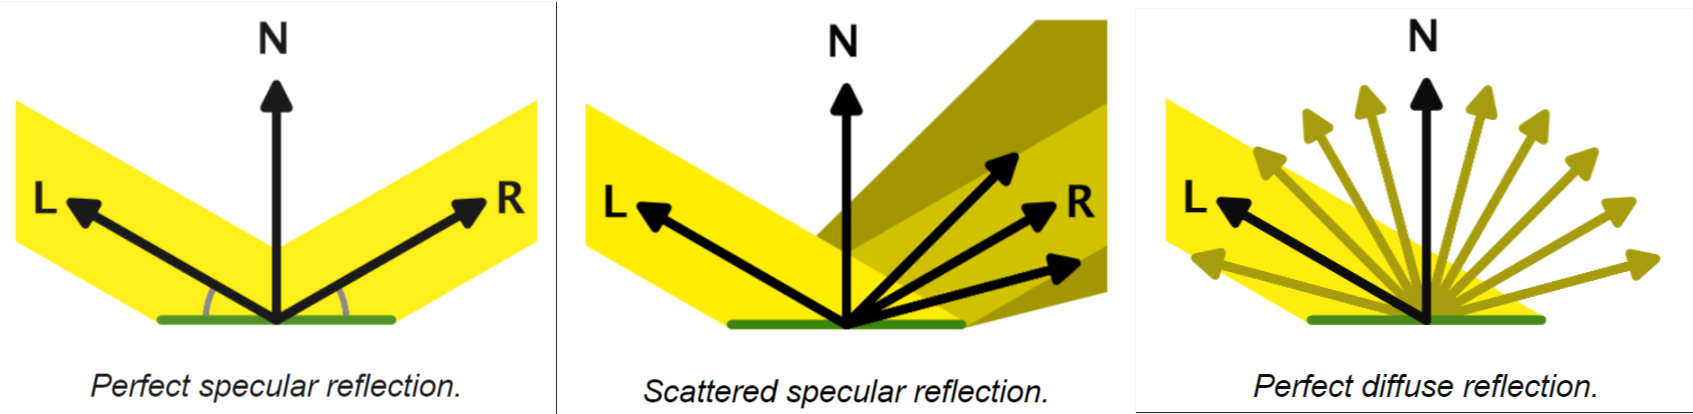 N
L
R
Perfect specular reflection.
N
L
R
Scattered specular reflection.
N
L
Perfect diffuse reflection.